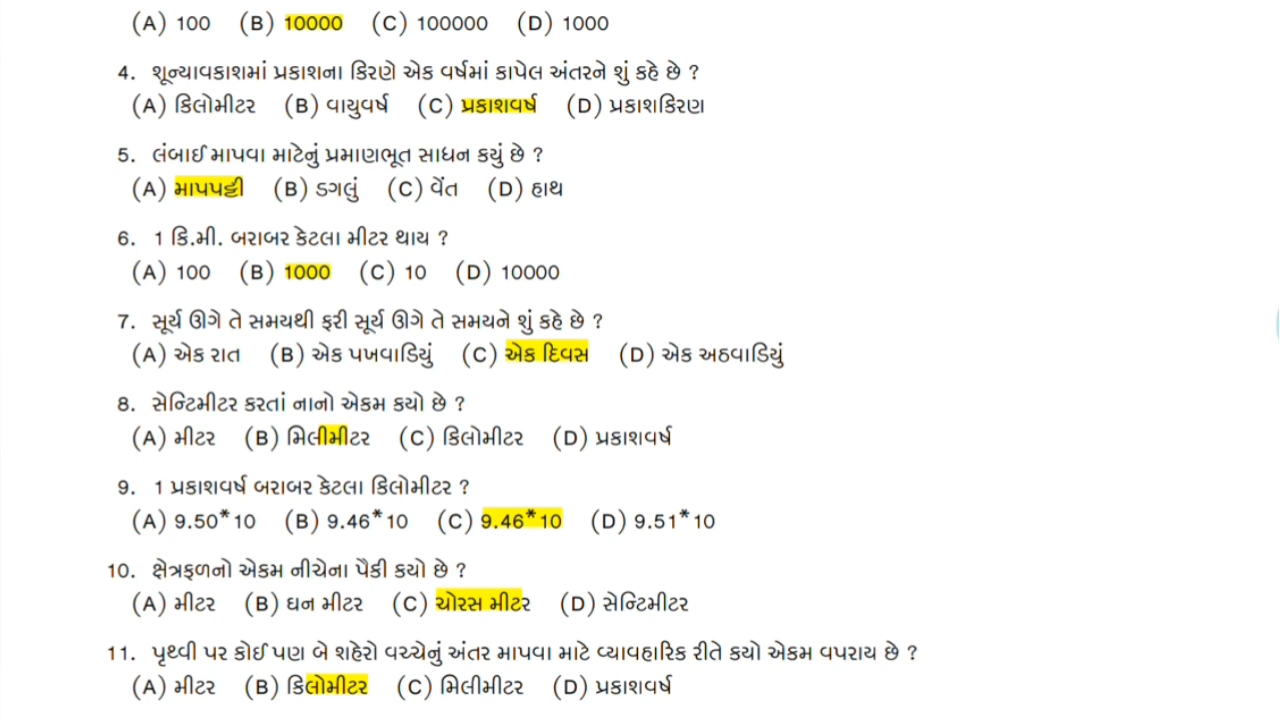 (A) 100 (B) 10000 (C) 100000 (D) 1000
4. શૂન્યાવકાશમાં પ્રકાશના કિરણે એક વર્ષમાં કાપેલ અંતરને શું કહે છે ?
(A) કિલોમીટર (B) વાયુવર્ષ (C) પ્રકાશવર્ષ (D) પ્રકાશકિરણ
5. લંબાઈ માપવા માટેનું પ્રમાણભૂત સાધન કયું છે ?
(A) માપપટ્ટી (B) ડગલું (C) વેંત (D) હાથ
6. 1 કિ.મી. બરાબર કેટલા મીટર થાય ?
(A) 100 (B) 1000 (C) 10 (D) 10000
7. સૂર્ય ઊગે તે સમયથી ફરી સૂર્ય ઊગે તે સમયને શું કહે છે ?
(A) એક રાત (B) એક પખવાડિયું (C) એક દિવસ (D) એક અઠવાડિયું
8. સેન્ટિમીટર કરતાં નાનો એકમ કયો છે ?
(A) મીટર (B) મિલીમીટર (C) કિલોમીટર (D) પ્રકાશવર્ષ
9. 1 પ્રકાશવર્ષ બરાબર કેટલા કિલોમીટર ?
(A) 9.50*10 (B) 9.46*10 (C) 9.46*10 (D) 9.51*10
10. ક્ષેત્રફળનો એકમ નીચેના પૈકી કયો છે ?
(A) મીટર (B) ઘન મીટર (C) ચોરસ મીટર (D) સેન્ટિમીટર
11. પૃથ્વી પર કોઈ પણ બે શહેરો વચ્ચેનું અંતર માપવા માટે વ્યાવહારિક રીતે કયો એકમ વપરાય છે ?
(A) મીટર (B) કિલોમીટર (C) મિલીમીટર (D) પ્રકાશવર્ષ